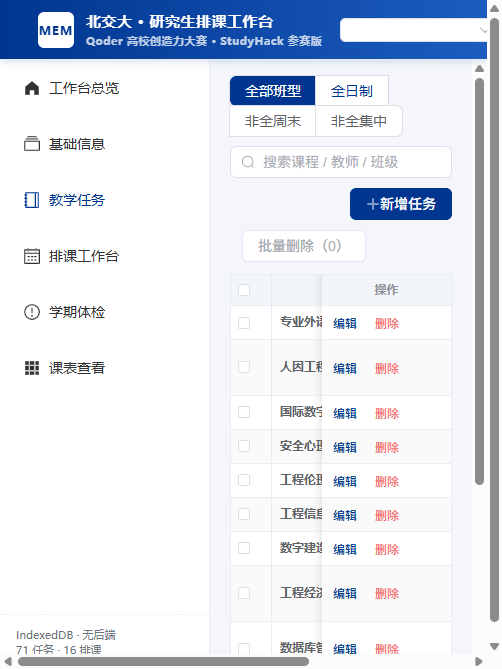 MEM
北交大 · 研究生排课工作台
Qoder 高校创造力大赛 · StudyHack 参赛版
工作台总览
基础信息
教学任务
排课工作台
学期体检
课表查看
IndexedDB · 无后端
71 任务 · 16 排课
全部班型
全日制
非全周末
非全集中
搜索课程 / 教师 / 班级
+新增任务
批量删除（0）
操作
专业外语 编辑 删除
人因工程 编辑 删除
国际数字 编辑 删除
安全心理 编辑 删除
工程伦理 编辑 删除
工程信息 编辑 删除
数字建造 编辑 删除
工程经济 编辑 删除
数据库管 编辑 删除